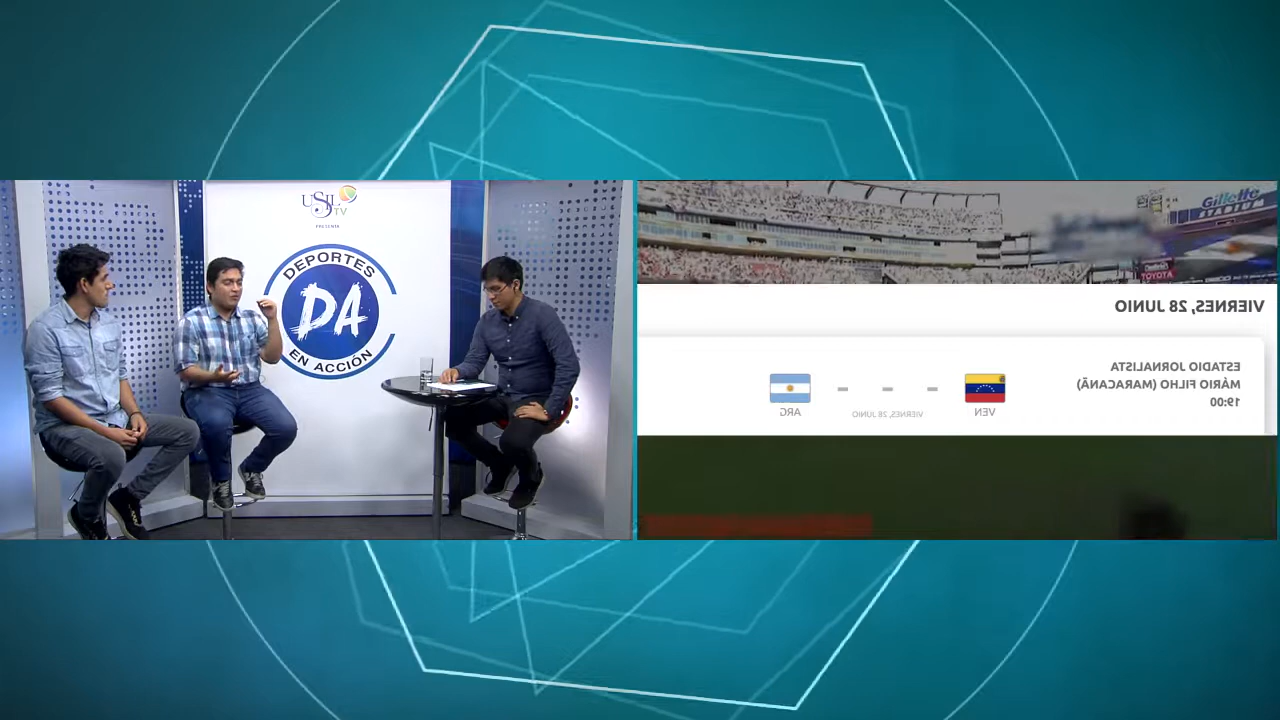 USIL
TV
PRESENTA
DEPORTES
DA
EN ACCIÓN
Gillette
STADIUM
TOYOTA
VIERNES, 28 JUNIO
ESTADIO JORNALISTA
MÁRIO FILHO (MARACANÃ)
19:00
ARG
- - -
VIERNES, 28 JUNIO
VEN